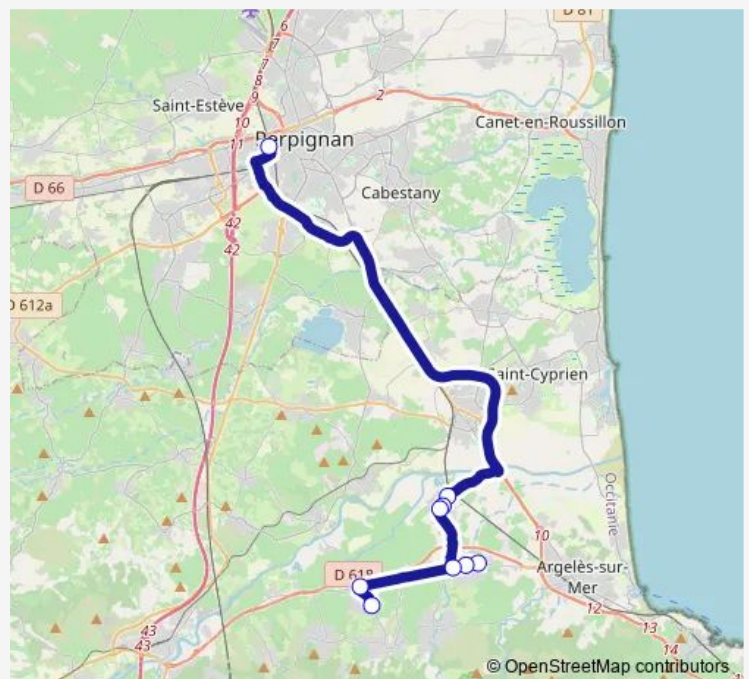 D 81
6
7
7
8
Saint-Estève
9
2
10
Canet-en-Roussillon
11
Perpignan
D 66
Cabestany
42
42
D 612a
Saint-Cyprien
Occitanie
10
D 618
Argelès-sur-
Mer
12
43
13
43
14
© OpenStreetMap contributors